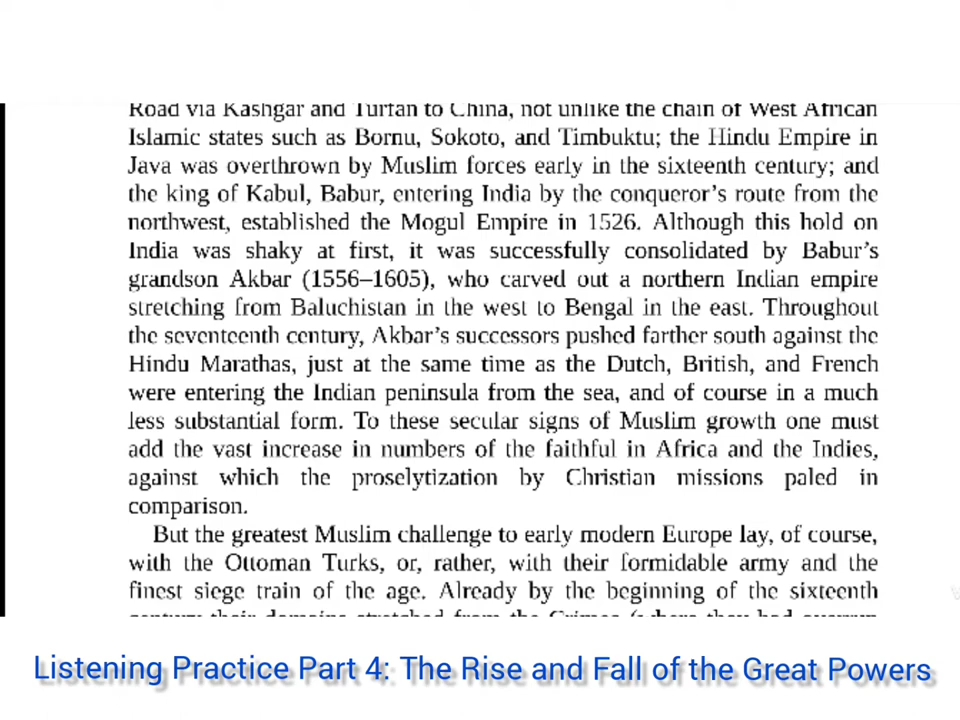 Road via Kashgar and Turfan to China, not unlike the chain of West African
Islamic states such as Bornu, Sokoto, and Timbuktu; the Hindu Empire in
Java was overthrown by Muslim forces early in the sixteenth century; and
the king of Kabul, Babur, entering India by the conqueror’s route from the
northwest, established the Mogul Empire in 1526. Although this hold on
India was shaky at first, it was successfully consolidated by Babur’s
grandson Akbar (1556–1605), who carved out a northern Indian empire
stretching from Baluchistan in the west to Bengal in the east. Throughout
the seventeenth century, Akbar’s successors pushed farther south against the
Hindu Marathas, just at the same time as the Dutch, British, and French
were entering the Indian peninsula from the sea, and of course in a much
less substantial form. To these secular signs of Muslim growth one must
add the vast increase in numbers of the faithful in Africa and the Indies,
against which the proselytization by Christian missions paled in
comparison.
But the greatest Muslim challenge to early modern Europe lay, of course,
with the Ottoman Turks, or, rather, with their formidable army and the
finest siege train of the age. Already by the beginning of the sixteenth
century their domains stretched from the Crimea (where they had overrun
Listening Practice Part 4: The Rise and Fall of the Great Powers